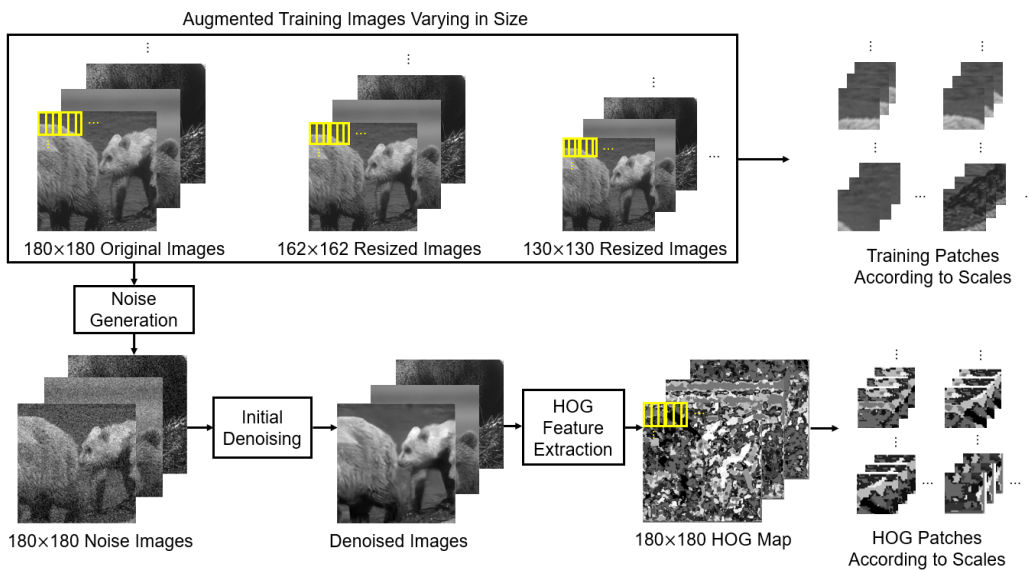 Augmented Training Images Varying in Size
180×180 Original Images
162×162 Resized Images
130×130 Resized Images
Training Patches
According to Scales
Noise
Generation
Initial
Denoising
HOG
Feature
Extraction
180×180 Noise Images
Denoised Images
180×180 HOG Map
HOG Patches
According to Scales